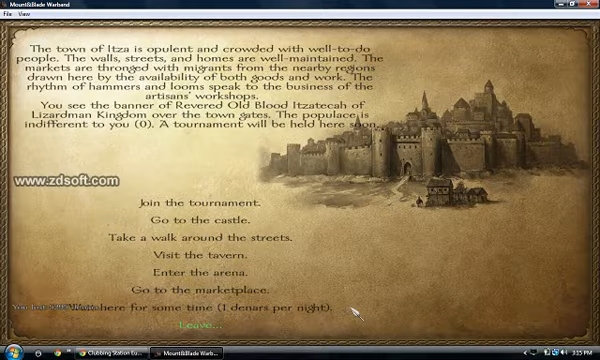 Mount&Blade Warband
File View
The town of Itza is opulent and crowded with well-to-do
people. The walls, streets, and homes are well-maintained. The
markets are thronged with migrants from the nearby regions
drawn here by the availability of both goods and work. The
rhythm of hammers and looms speak to the business of the
artisans' workshops.
You see the banner of Revered Old Blood Itzatecah of
Lizardman Kingdom over the town gates. The populace is
indifferent to you (0). A tournament will be held here soon.
www.zdsoft.com
Join the tournament.
Go to the castle.
Take a walk around the streets.
Visit the tavern.
Enter the arena.
Go to the marketplace.
here for some time (1 denars per night).
Leave...
Clubbing Station Eu...
Mount&Blade Warb...
3:35 PM